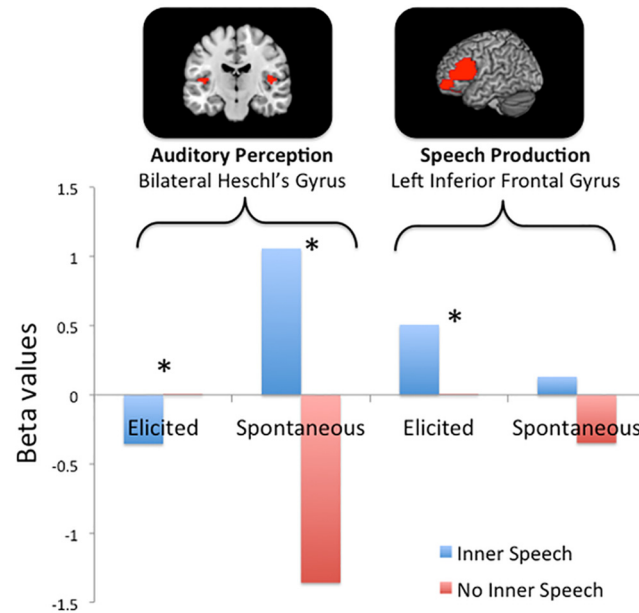 Auditory Perception
Bilateral Heschl's Gyrus
Speech Production
Left Inferior Frontal Gyrus
Beta values
1.5
1
0.5
0
-0.5
-1
-1.5
*
*
*
Elicited
Spontaneous
Elicited
Spontaneous
Inner Speech
No Inner Speech